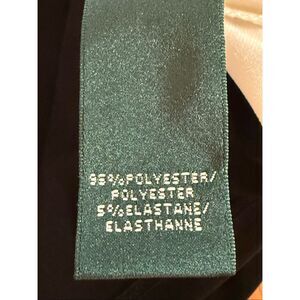 95%POLYESTER/
POLYESTER
5%ELASTANE/
ELASTHANNE